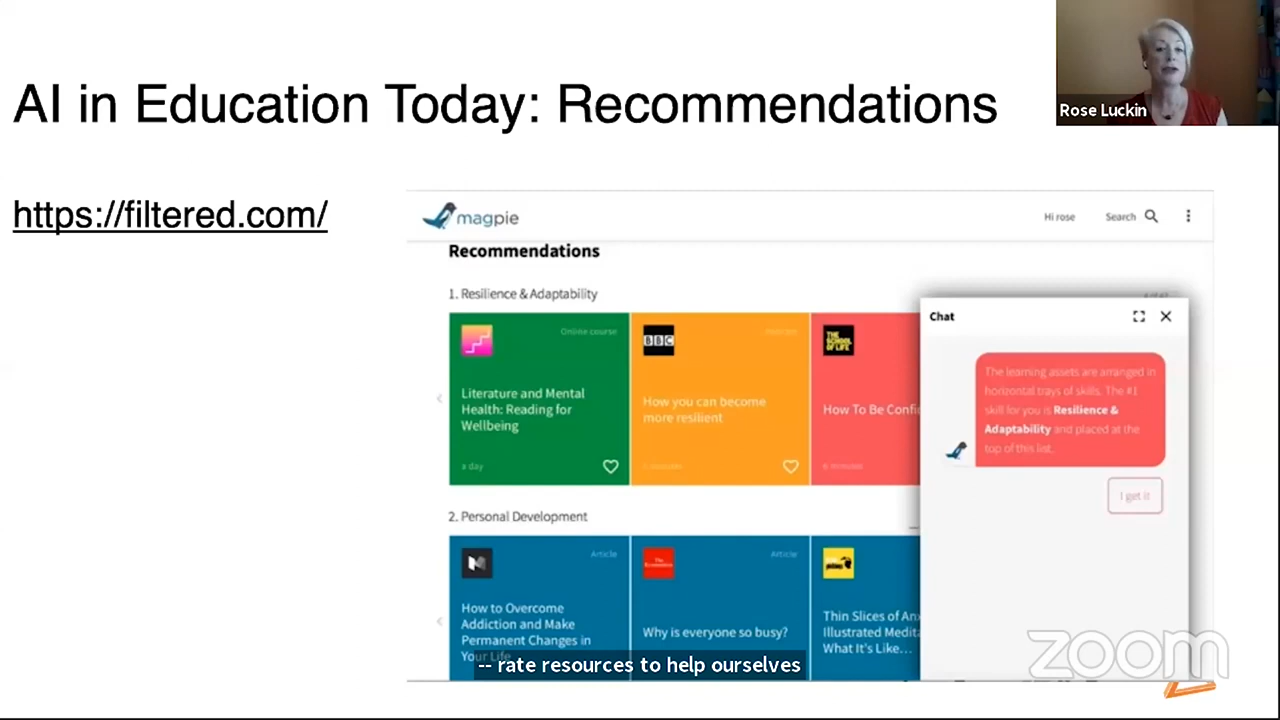 AI in Education Today: Recommendations
Rose Luckin
https://filtered.com/
magpie
Hi rose
Search
Recommendations
1. Resilience & Adaptability
Online course
BBC
THE
SCHOOL
OF LIFE
Literature and Mental
Health: Reading for
Wellbeing
How you can become
more resilient
How To Be Confi
a day
Chat
The learning assets are arranged in
horizontal trays of skills. The #1
skill for you is Resilience &
Adaptability and placed at the
top of this list.
I get it
2. Personal Development
Article
The
Economist
Article
How to Overcome
Addiction and Make
Permanent Changes in
Your Life
Why is everyone so busy?
Thin Slices of Anx
Illustrated Medita
What It's Like...
-- rate resources to help ourselves
zoom